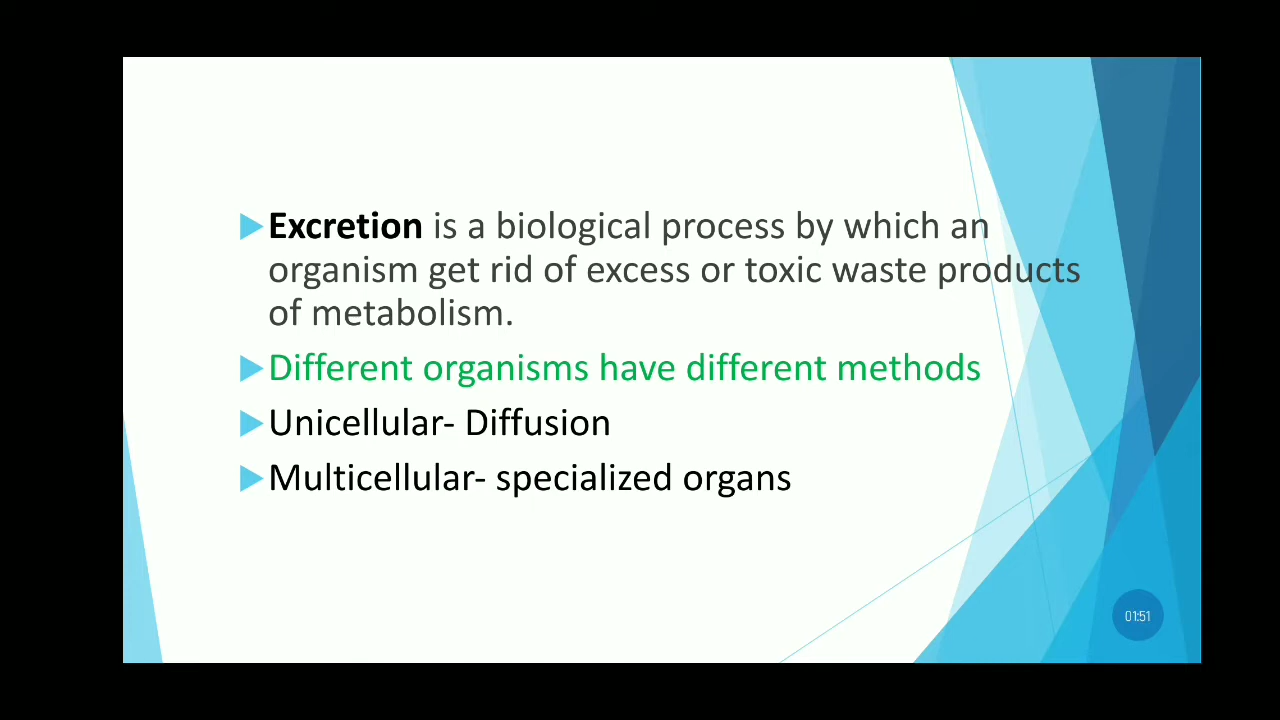 Excretion is a biological process by which an
organism get rid of excess or toxic waste products
of metabolism.
Different organisms have different methods
Unicellular- Diffusion
Multicellular- specialized organs
01:51